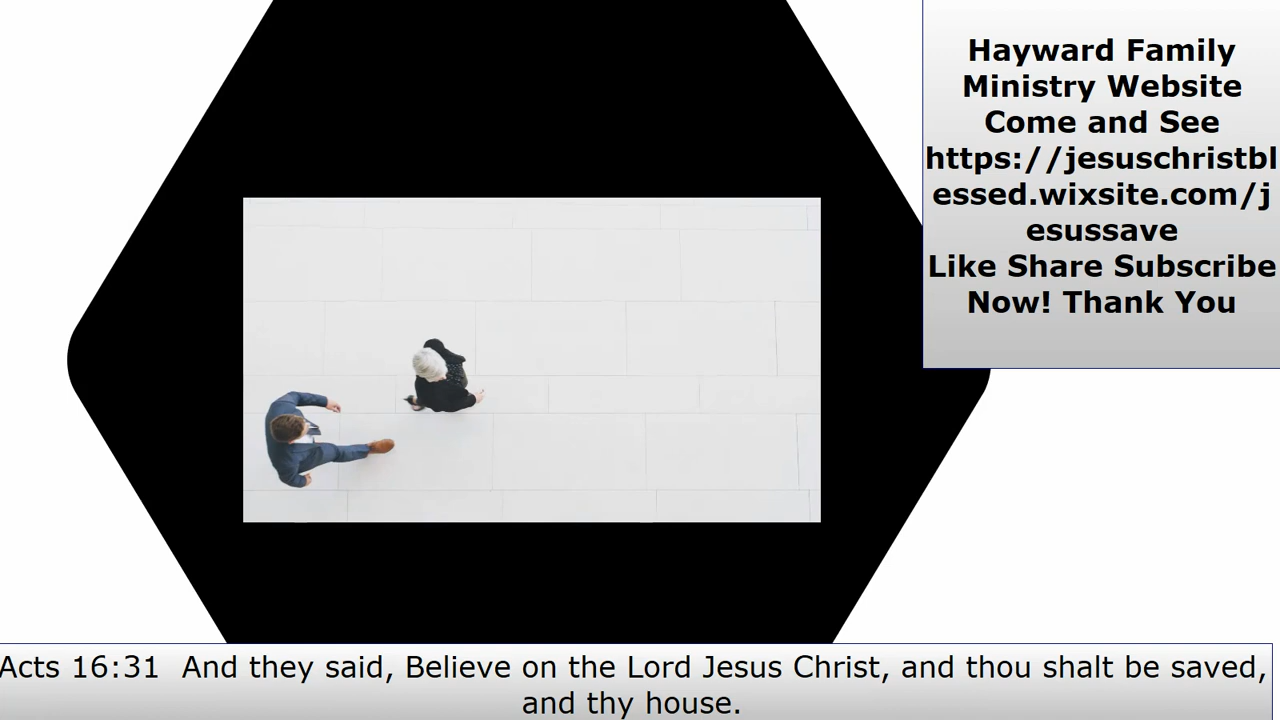 Hayward Family
Ministry Website
Come and See
https://jesuschristbl
essed.wixsite.com/j
esussave
Like Share Subscribe
Now! Thank You
Acts 16:31  And they said, Believe on the Lord Jesus Christ, and thou shalt be saved,
and thy house.